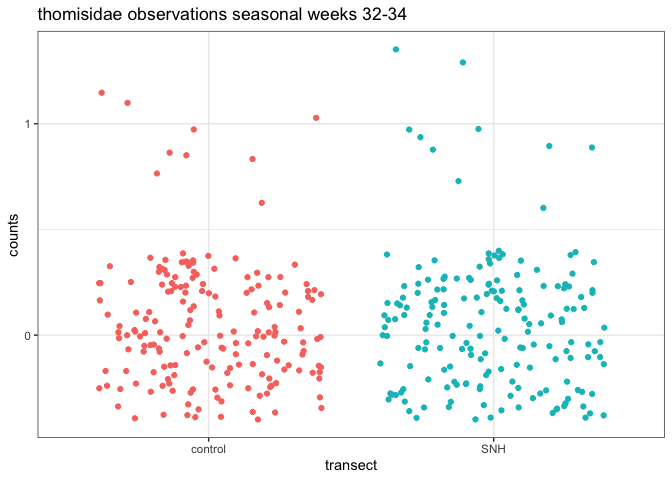 thomisidae observations seasonal weeks 32-34
counts
1
0
control
SNH
transect